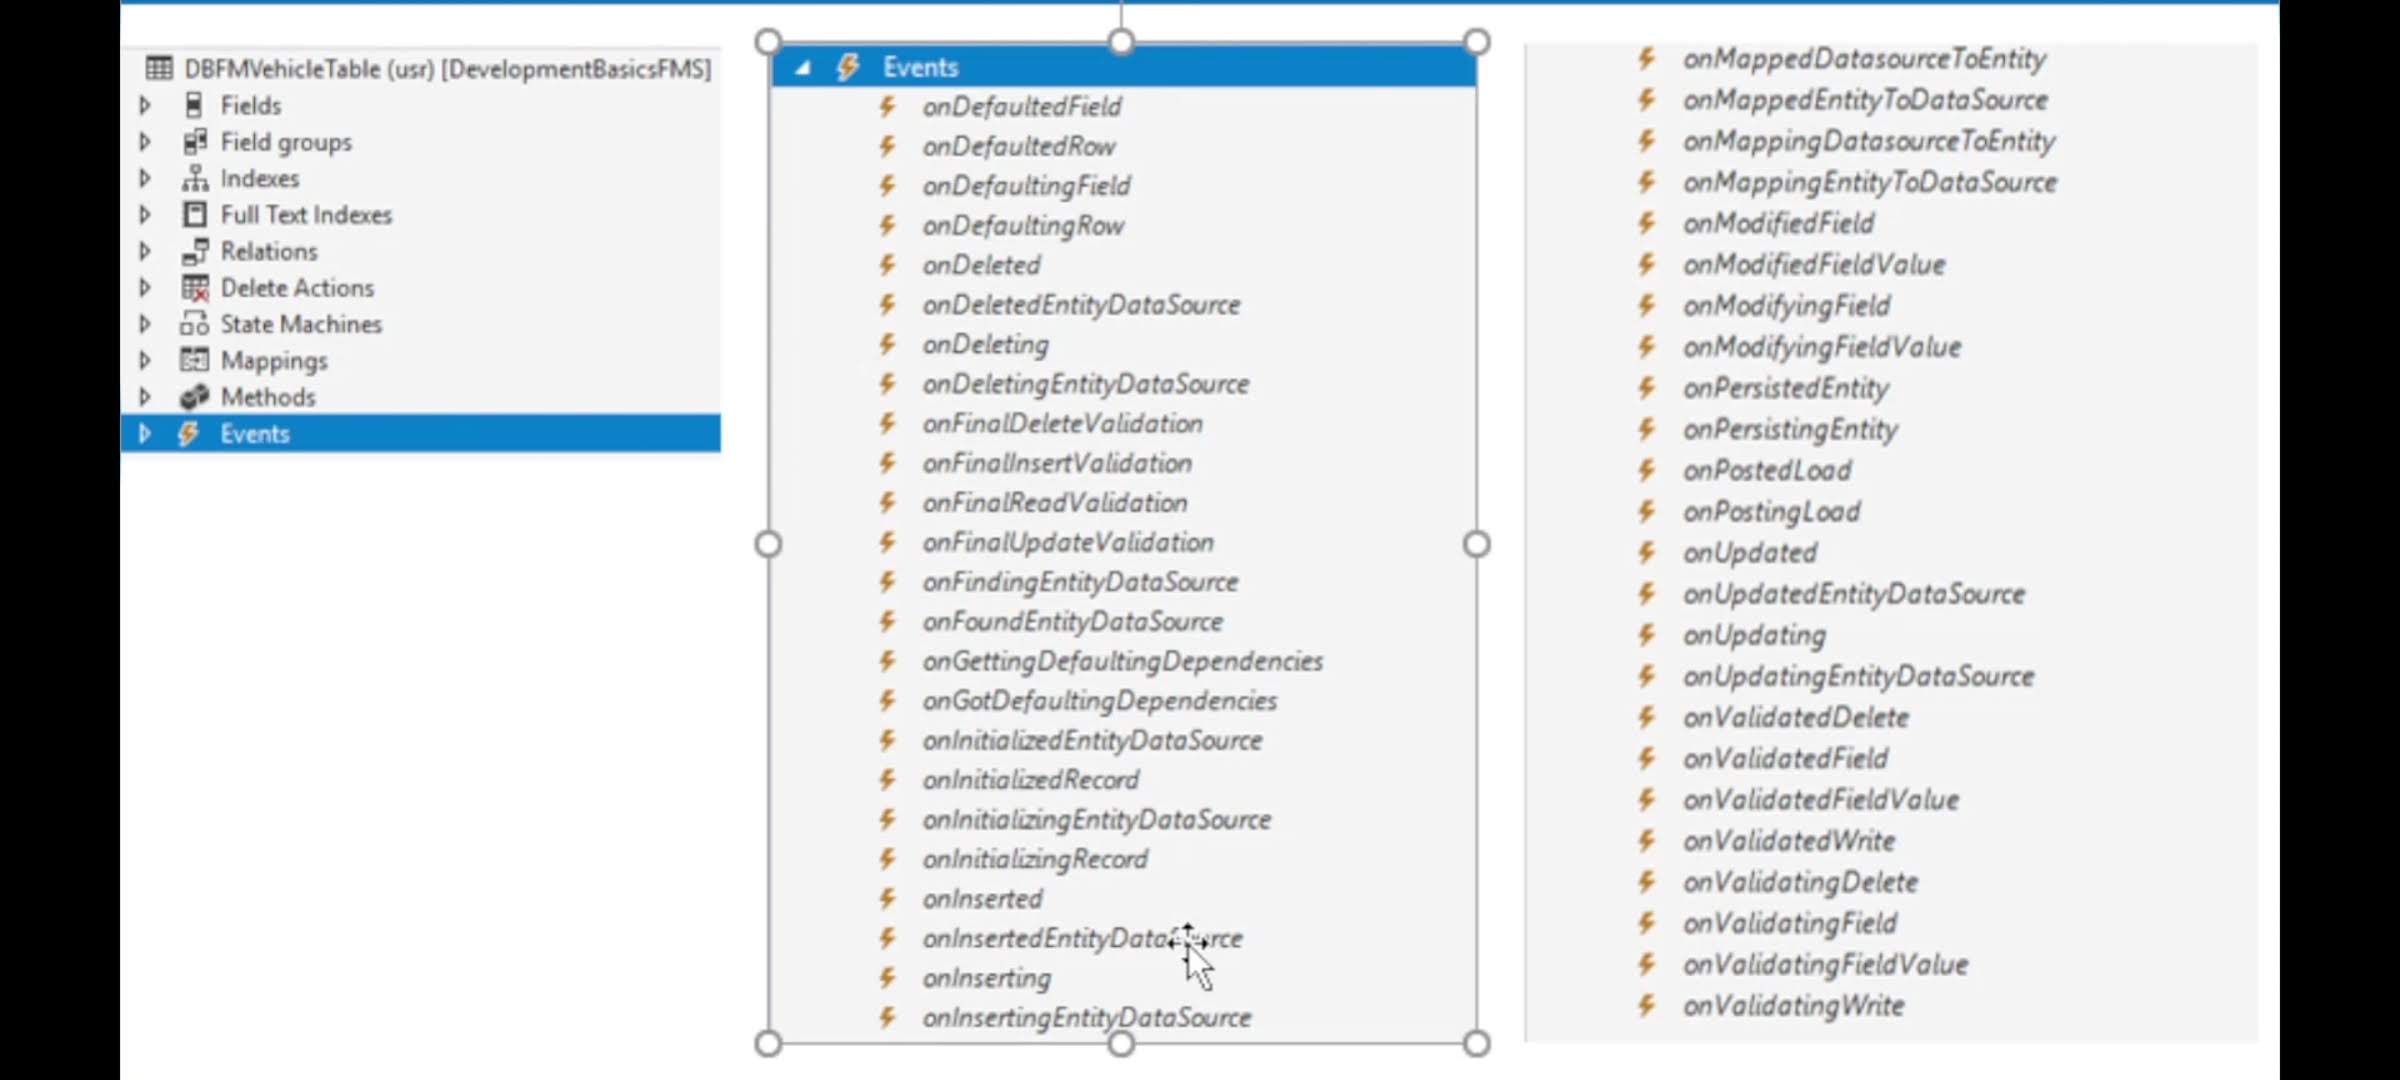 DBFMVehicleTable (usr) [DevelopmentBasicsFMS]
Fields
Field groups
Indexes
Full Text Indexes
Relations
Delete Actions
State Machines
Mappings
Methods
Events
Events
onDefaultedField
onDefaultedRow
onDefaultingField
onDefaultingRow
onDeleted
onDeletedEntityDataSource
onDeleting
onDeletingEntityDataSource
onFinalDeleteValidation
onFinalInsertValidation
onFinalReadValidation
onFinalUpdateValidation
onFindingEntityDataSource
onFoundEntityDataSource
onGettingDefaultingDependencies
onGotDefaultingDependencies
onInitializedEntityDataSource
onInitializedRecord
onInitializingEntityDataSource
onInitializingRecord
onInserted
onInsertedEntityDataSource
onInserting
onInsertingEntityDataSource
onMappedDatasourceToEntity
onMappedEntityToDataSource
onMappingDatasourceToEntity
onMappingEntityToDataSource
onModifiedField
onModifiedFieldValue
onModifyingField
onModifyingFieldValue
onPersistedEntity
onPersistingEntity
onPostedLoad
onPostingLoad
onUpdated
onUpdatedEntityDataSource
onUpdating
onUpdatingEntityDataSource
onValidatedDelete
onValidatedField
onValidatedFieldValue
onValidatedWrite
onValidatingDelete
onValidatingField
onValidatingFieldValue
onValidatingWrite